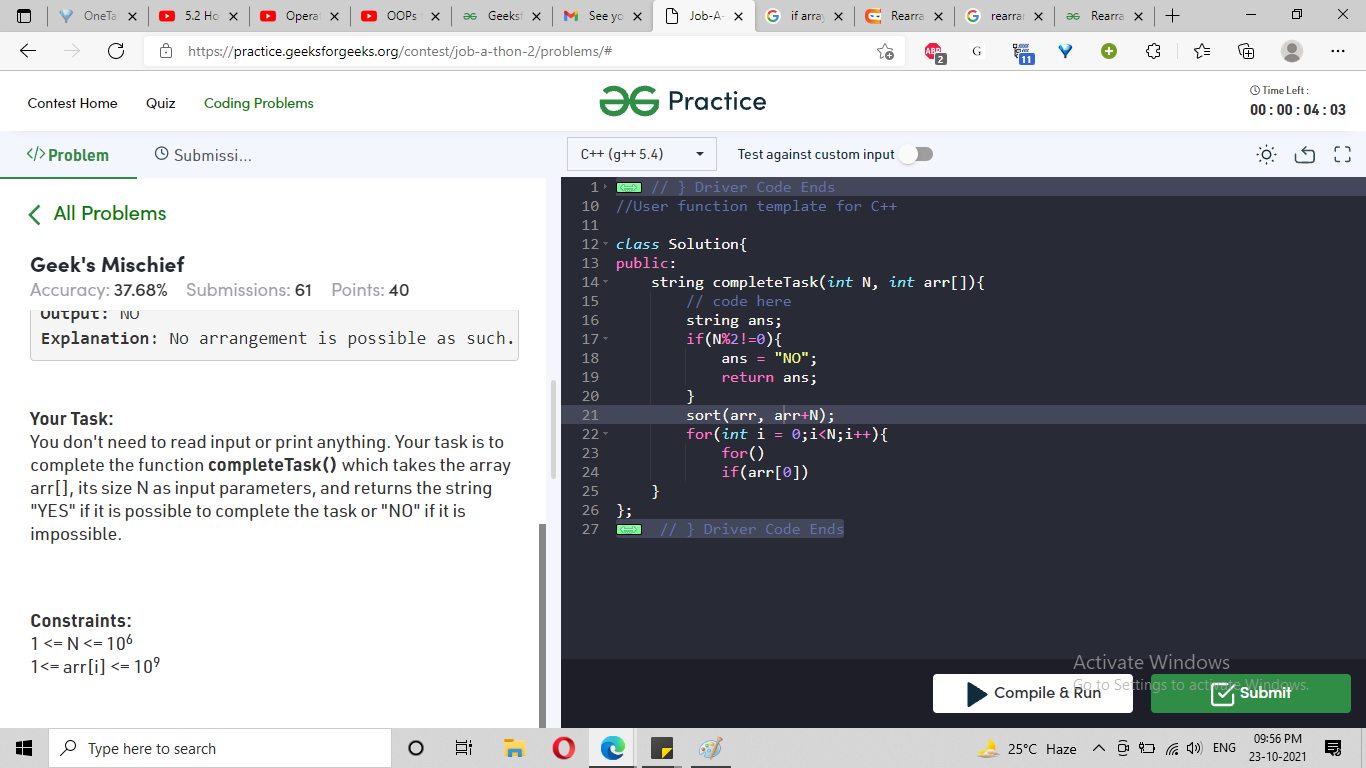 OneTa
5.2 Ho
Operat
OOPs
Geeksf
See yo
Job-A-
if array
Rearra
rearran
Rearra
https://practice.geeksforgeeks.org/contest/job-a-thon-2/problems/#
ABP
2
G
11
Contest Home
Quiz
Coding Problems
Practice
Time Left :
00 : 00 : 04 : 03
</> Problem
Submissi...
C++ (g++ 5.4)
Test against custom input
All Problems
Geek's Mischief
Accuracy: 37.68% Submissions: 61 Points: 40
Output: NO
Explanation: No arrangement is possible as such.
Your Task:
You don't need to read input or print anything. Your task is to
complete the function completeTask() which takes the array
arr[], its size N as input parameters, and returns the string
"YES" if it is possible to complete the task or "NO" if it is
impossible.
Constraints:
1 <= N <= 10⁶
1<= arr[i] <= 10⁹
1 // } Driver Code Ends
10 //User function template for C++
11
12 class Solution{
13 public:
14 string completeTask(int N, int arr[]){
15 // code here
16 string ans;
17 if(N%2!=0){
18 ans = "NO";
19 return ans;
20 }
21 sort(arr, arr+N);
22 for(int i = 0;i<N;i++){
23 for()
24 if(arr[0])
25 }
26 };
27 // } Driver Code Ends
Activate Windows
Go to Settings to activate Windows.
Compile & Run
Submit
Type here to search
25°C Haze
ENG
09:56 PM
23-10-2021